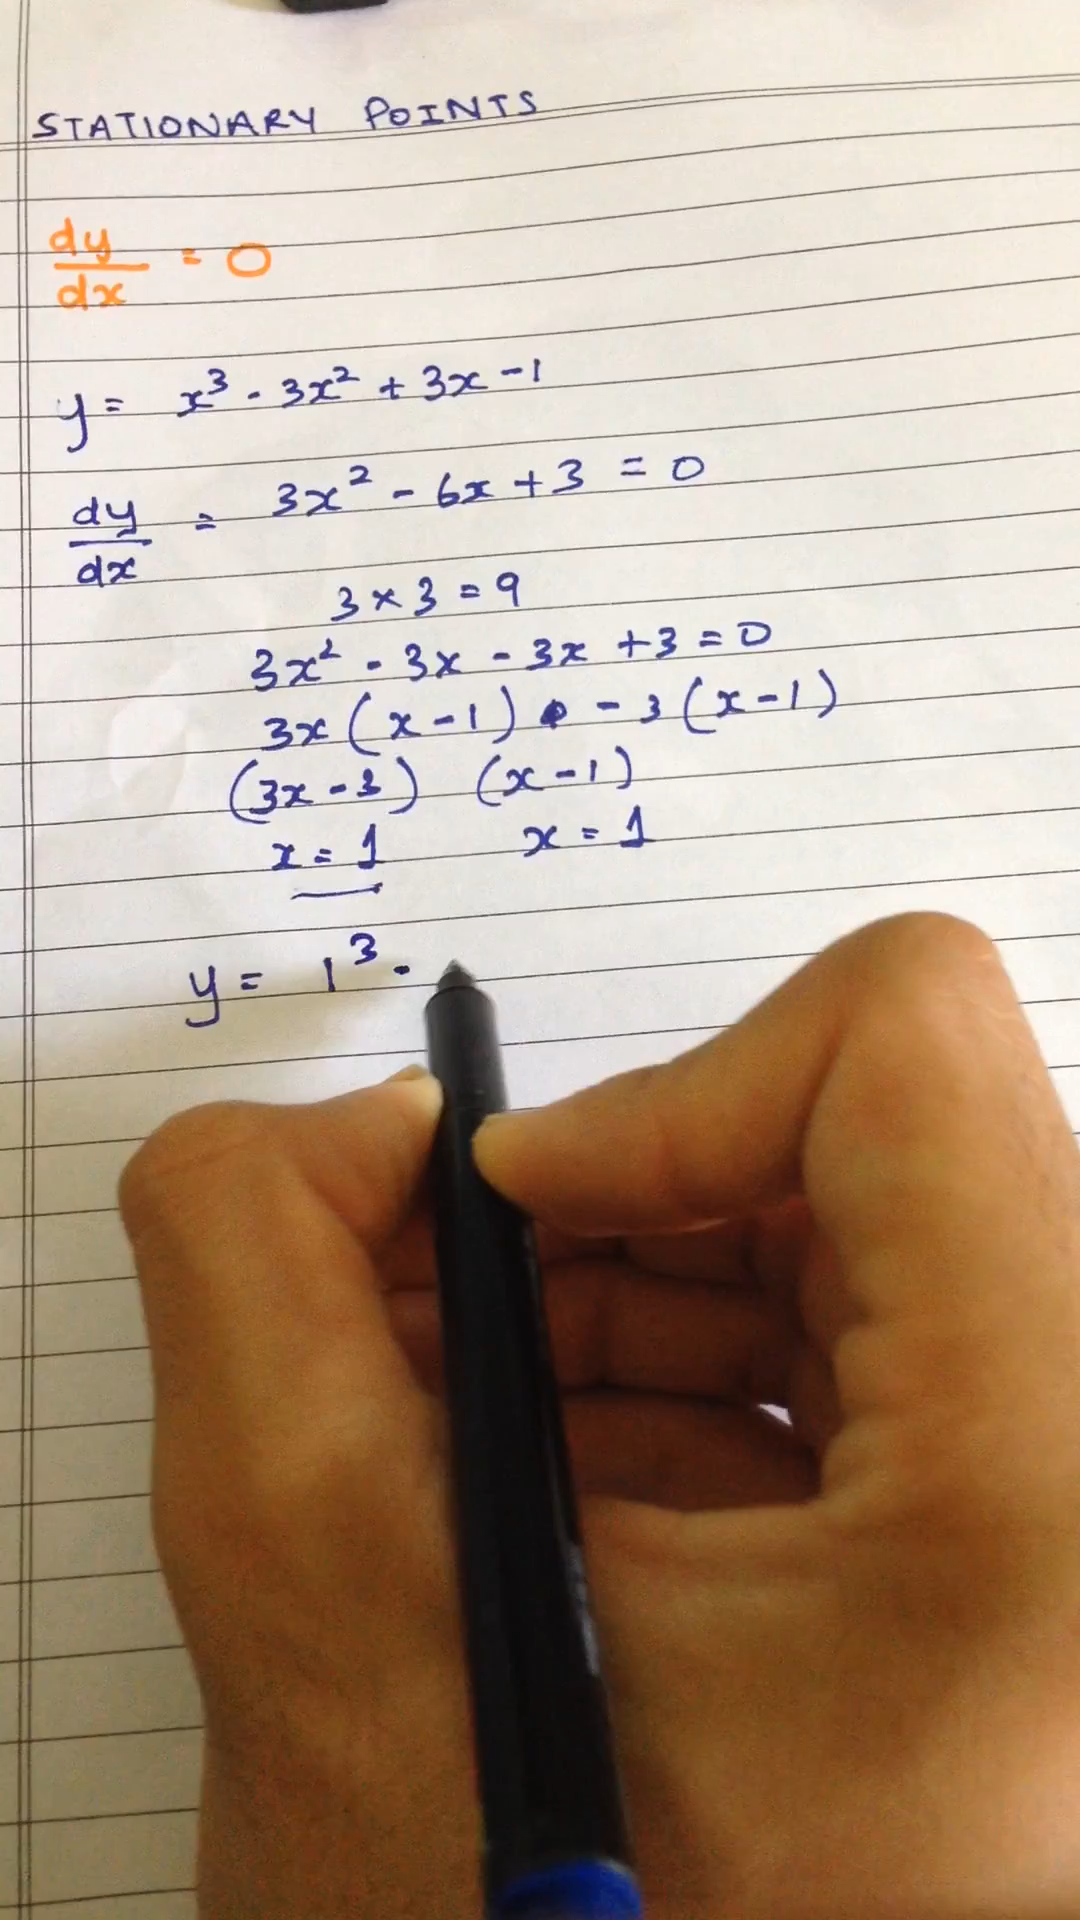 STATIONARY POINTS
dy/dx = 0
y = x³ - 3x² + 3x - 1
dy/dx = 3x² - 6x + 3 = 0
3 × 3 = 9
3x² - 3x - 3x + 3 = 0
3x (x - 1) - 3 (x - 1)
(3x - 3) (x - 1)
x = 1 x = 1
y = 1³ -